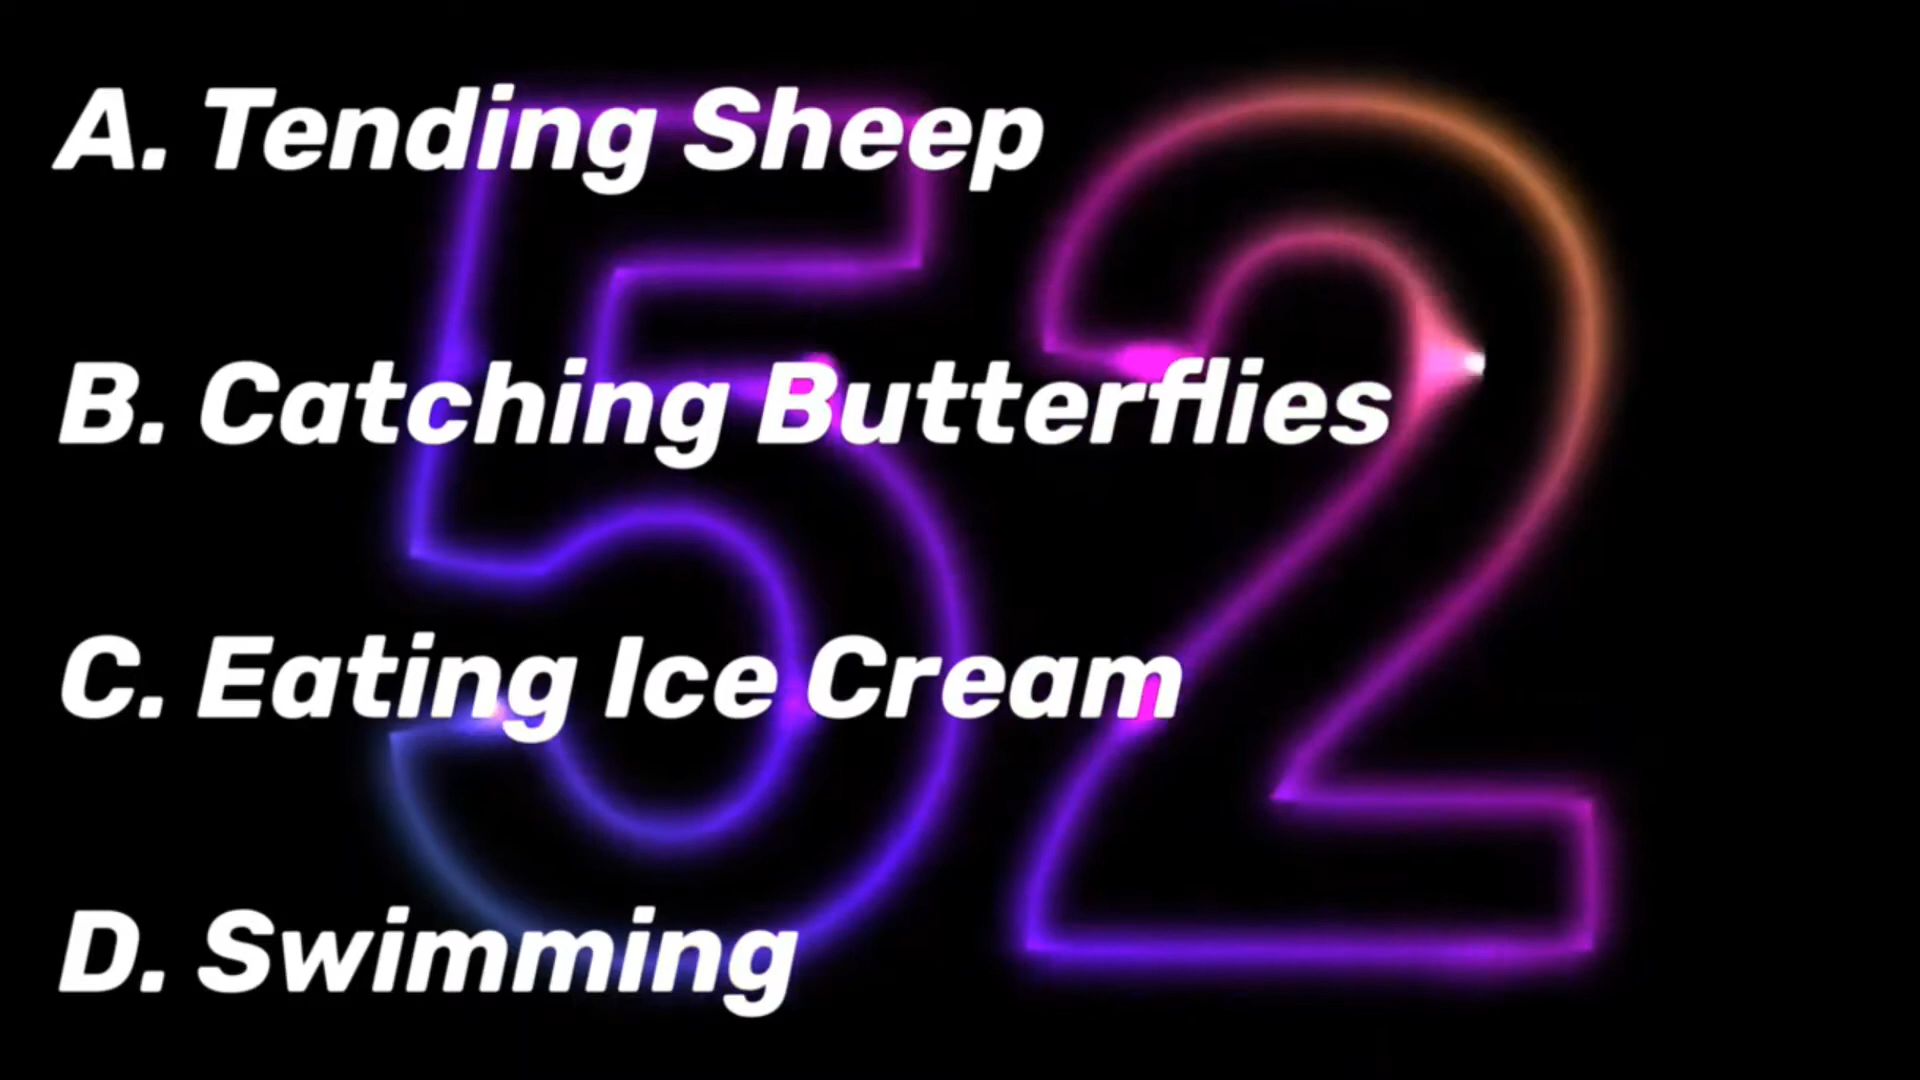 A. Tending Sheep
B. Catching Butterflies
C. Eating Ice Cream
D. Swimming
52